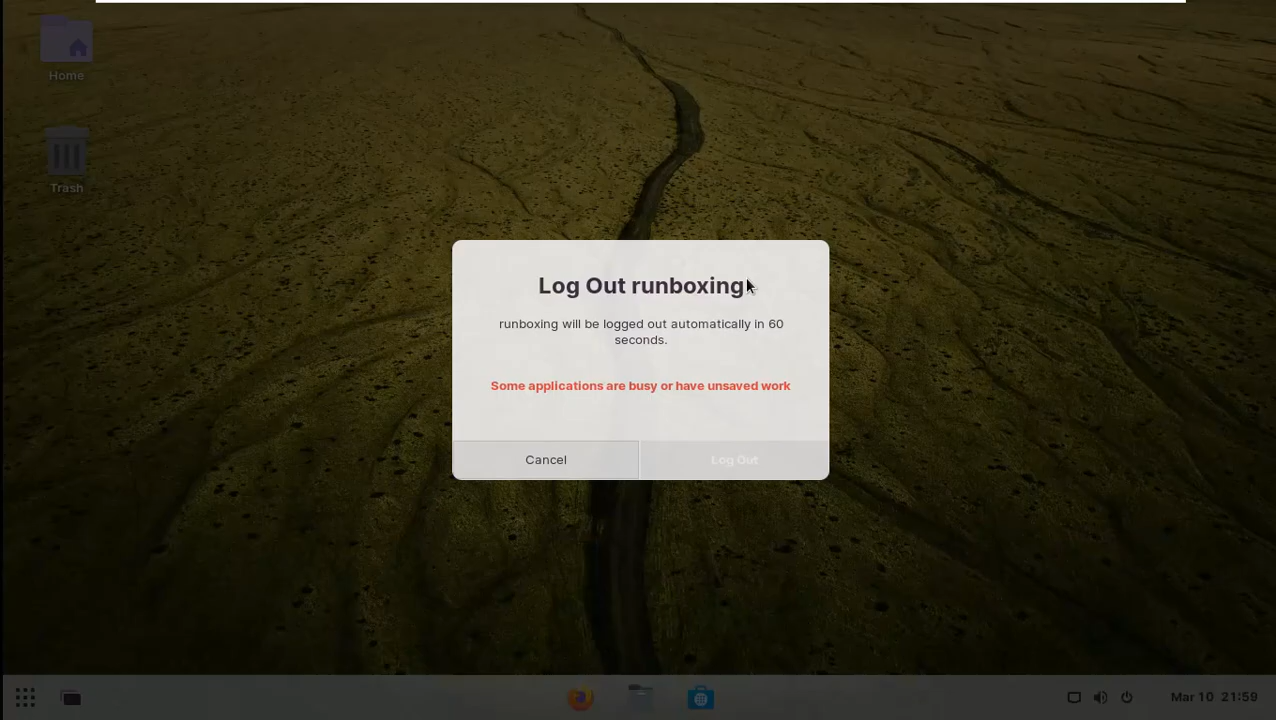 Home
Trash
Log Out runboxing
runboxing will be logged out automatically in 60
seconds.
Some applications are busy or have unsaved work
Cancel
Log Out
Mar 10 21:59